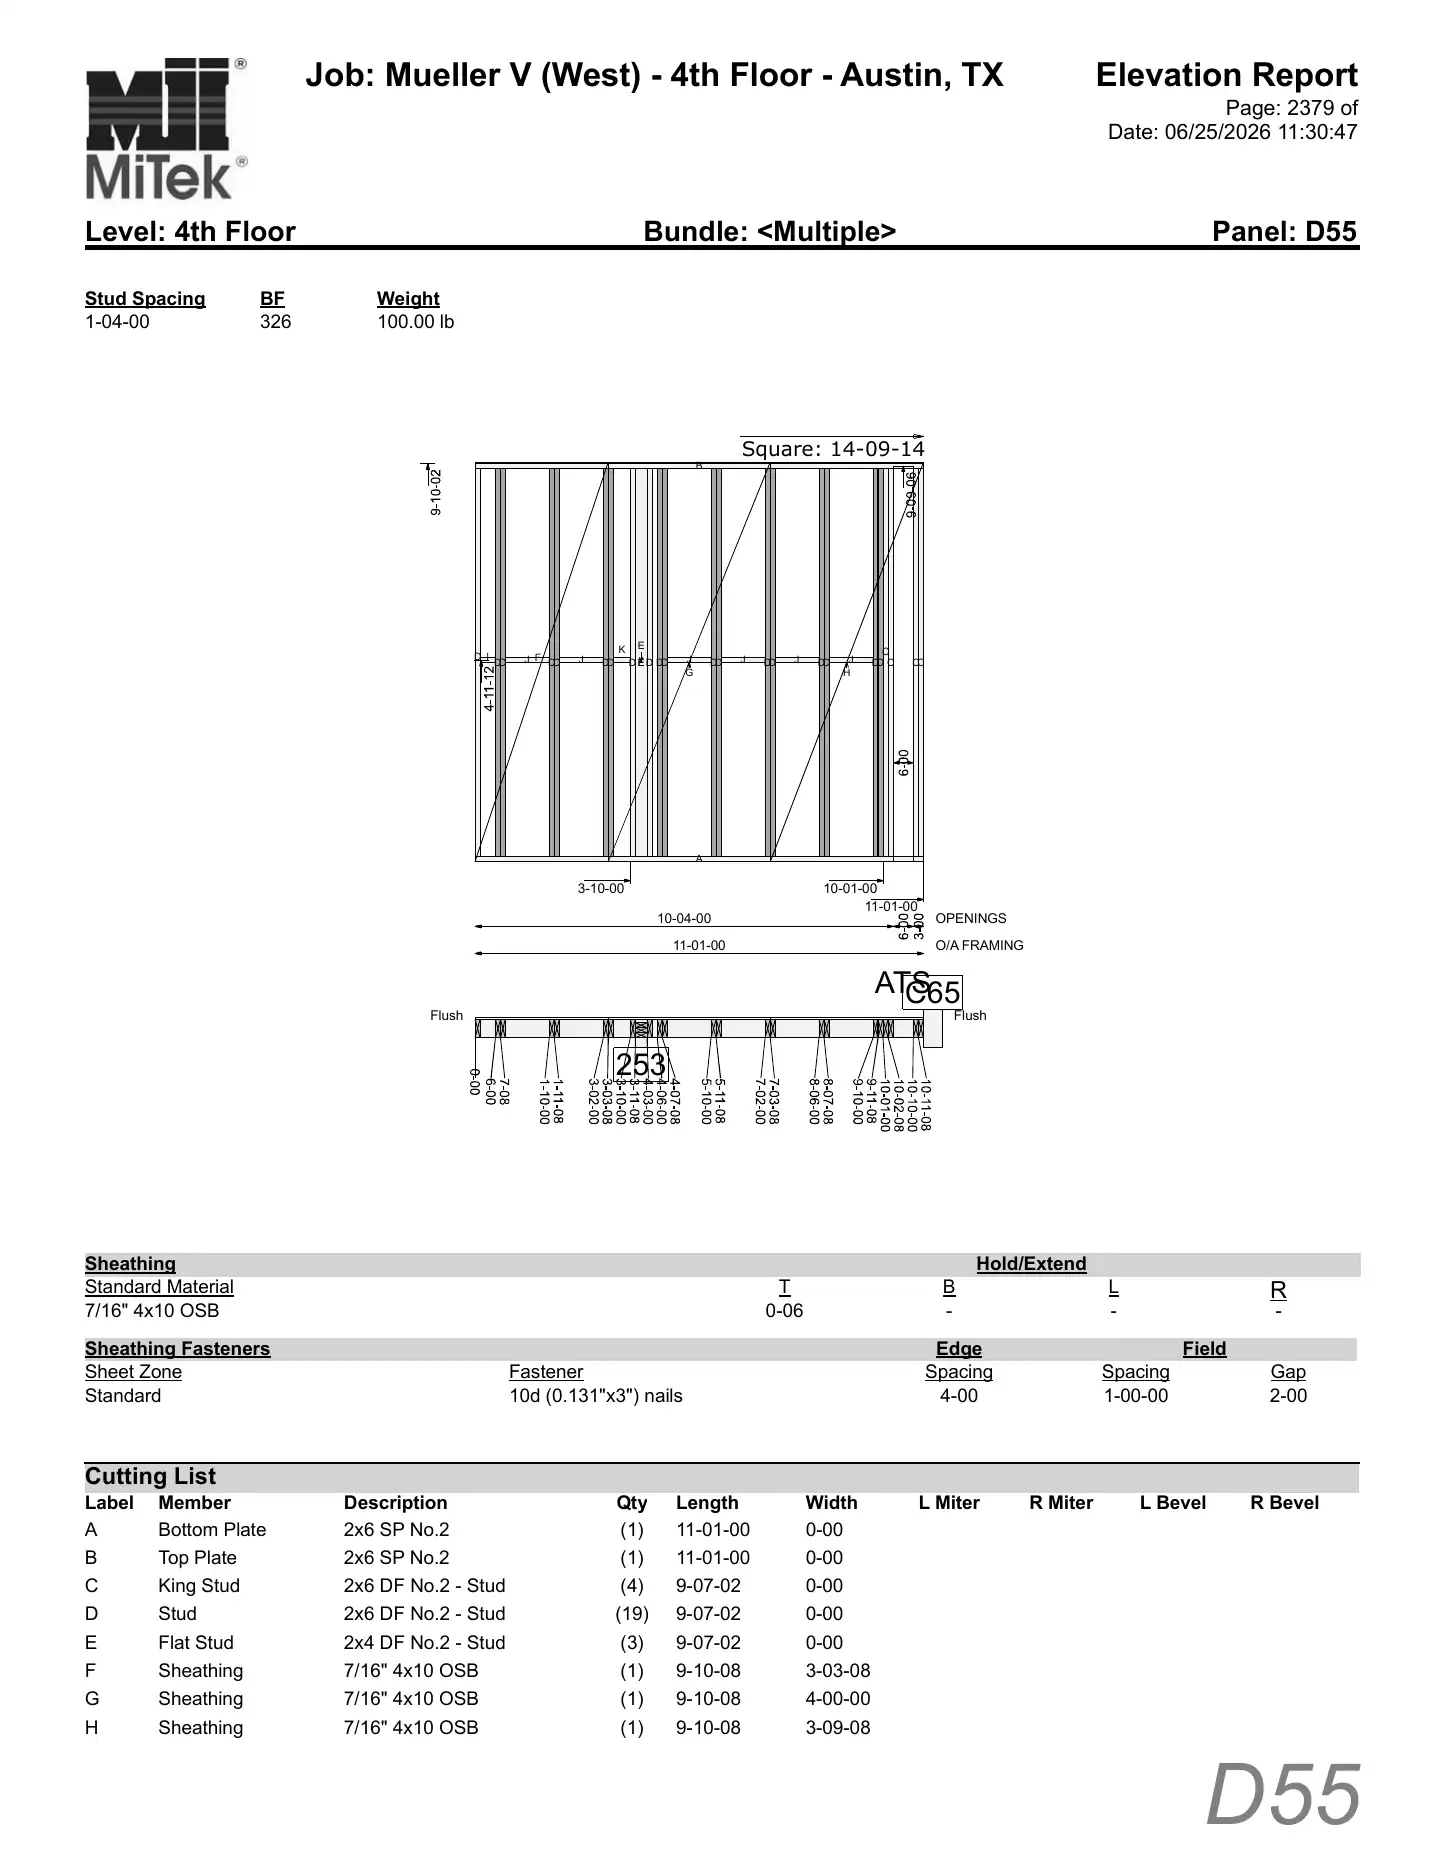 Job: Mueller V (West) - 4th Floor - Austin, TX
Elevation Report
Page: 2379 of
Date: 06/25/2026 11:30:47
MiTek®
Level: 4th Floor Bundle: <Multiple> Panel: D55
Stud Spacing BF Weight
1-04-00 326 100.00 lb
Square: 14-09-14
B
9-10-02
9-09-06
K E
F J J J J J C
E
G H
4-11-12
6-00
A
3-10-00 10-01-00
11-01-00
10-04-00 6-00 3-00 OPENINGS
11-01-00 O/A FRAMING
ATS
C65
Flush Flush
253
0-00 6-00 7-08 1-10-00 1-11-08 3-02-00 3-03-08 3-10-00 3-11-08 4-03-00 4-06-00 4-07-08 5-10-00 5-11-08 7-02-00 7-03-08 8-06-00 8-07-08 9-10-00 9-11-08 10-01-00 10-02-08 10-10-00 10-11-08
Sheathing Hold/Extend
Standard Material T B L R
7/16" 4x10 OSB 0-06 - - -
Sheathing Fasteners Edge Field
Sheet Zone Fastener Spacing Spacing Gap
Standard 10d (0.131"x3") nails 4-00 1-00-00 2-00
Cutting List
Label Member Description Qty Length Width L Miter R Miter L Bevel R Bevel
A Bottom Plate 2x6 SP No.2 (1) 11-01-00 0-00
B Top Plate 2x6 SP No.2 (1) 11-01-00 0-00
C King Stud 2x6 DF No.2 - Stud (4) 9-07-02 0-00
D Stud 2x6 DF No.2 - Stud (19) 9-07-02 0-00
E Flat Stud 2x4 DF No.2 - Stud (3) 9-07-02 0-00
F Sheathing 7/16" 4x10 OSB (1) 9-10-08 3-03-08
G Sheathing 7/16" 4x10 OSB (1) 9-10-08 4-00-00
H Sheathing 7/16" 4x10 OSB (1) 9-10-08 3-09-08
D55